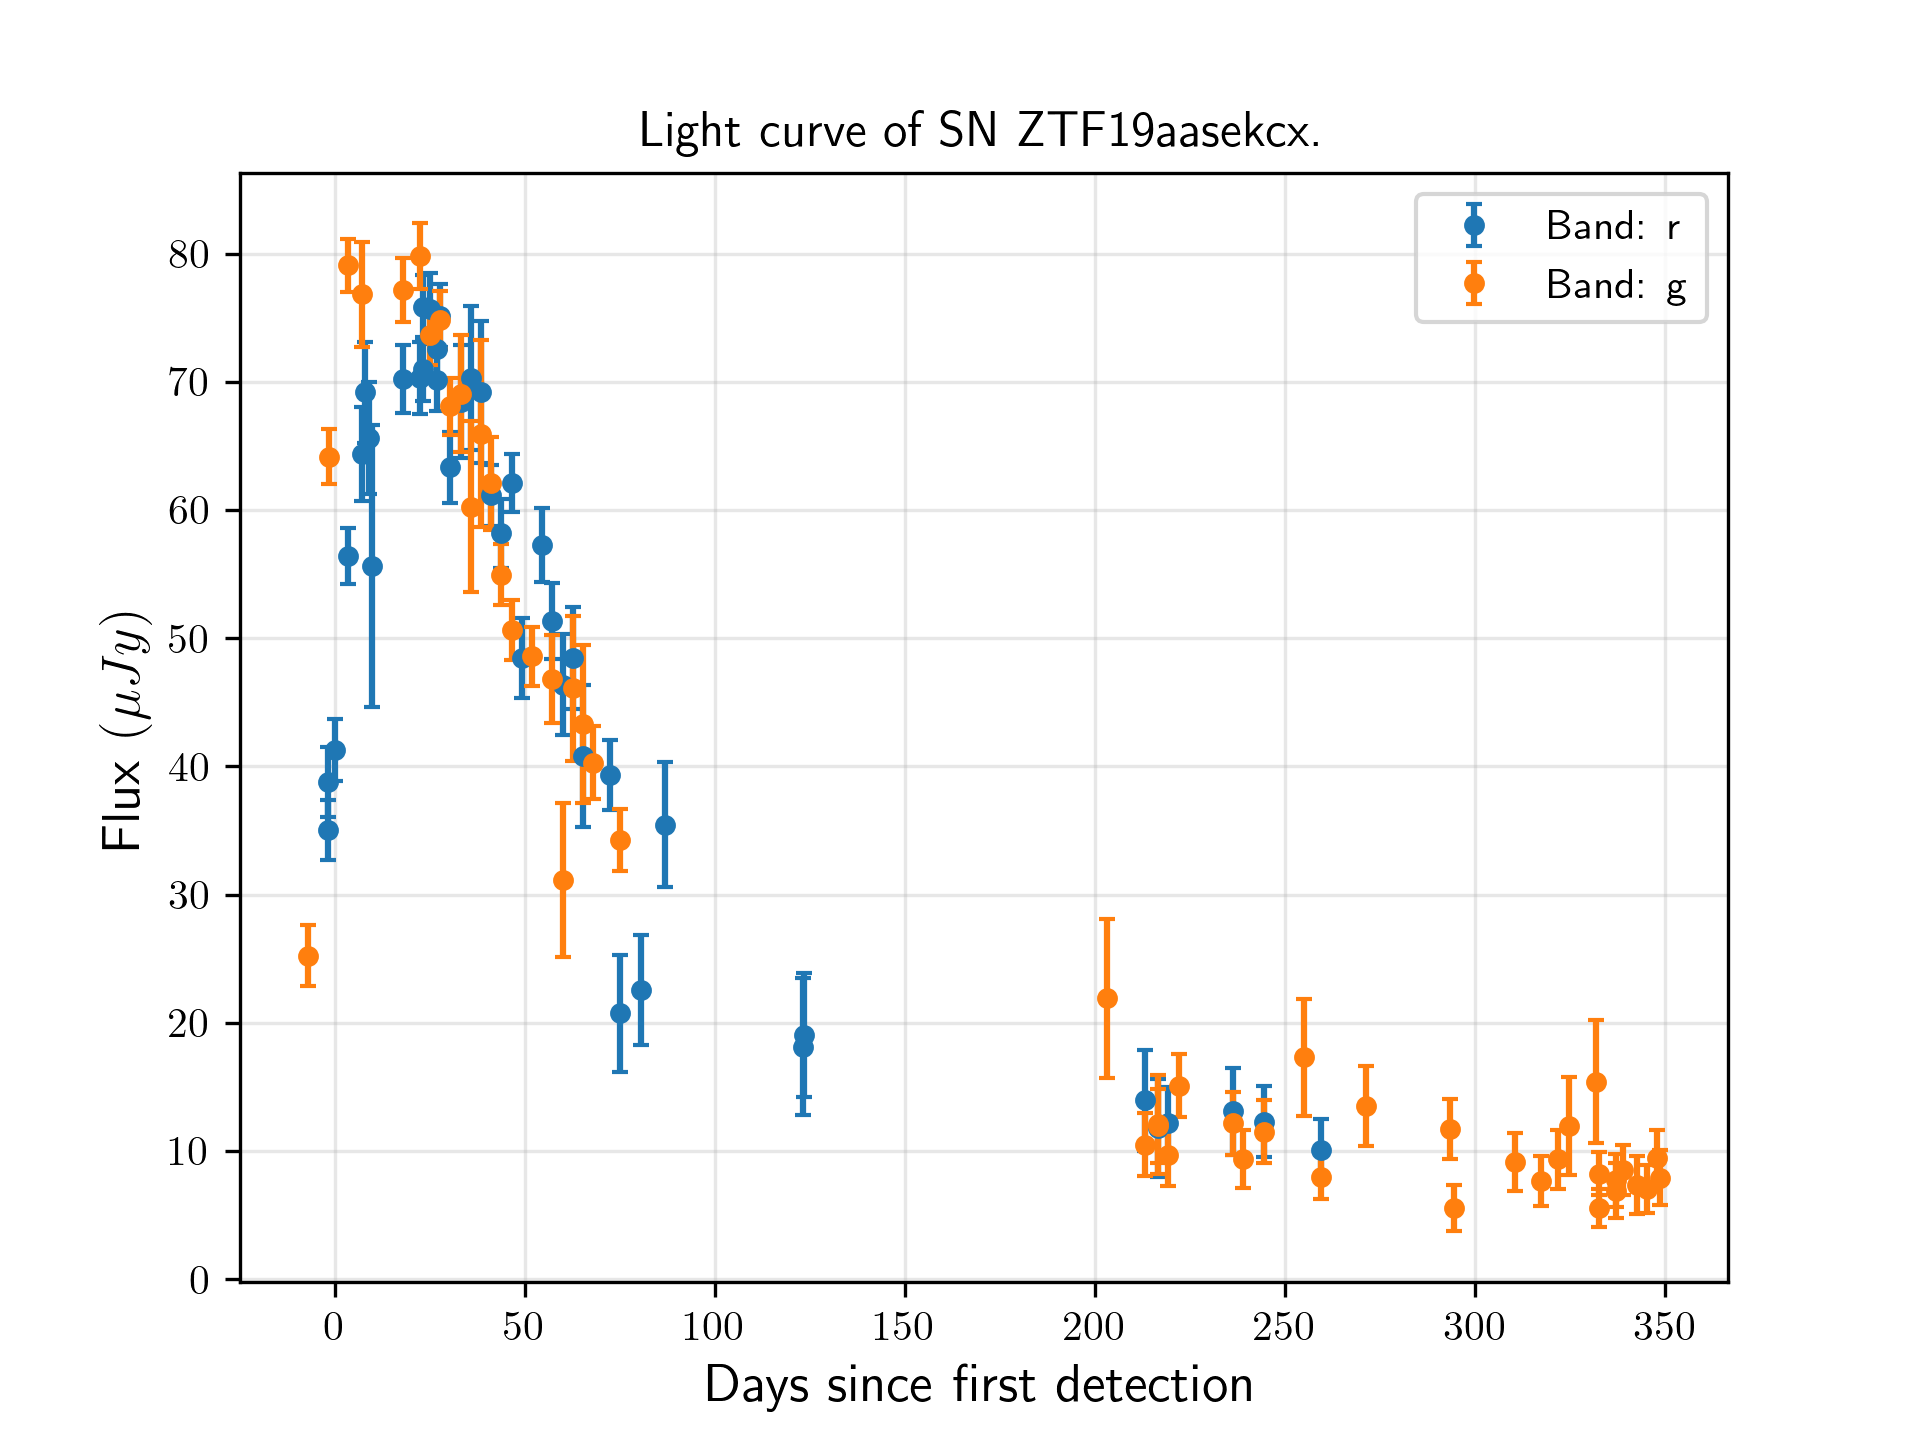 Light curve of SN ZTF19aasekcx.
Band: r
Band: g
Flux (μJy)
80
70
60
50
40
30
20
10
0
0 50 100 150 200 250 300 350
Days since first detection